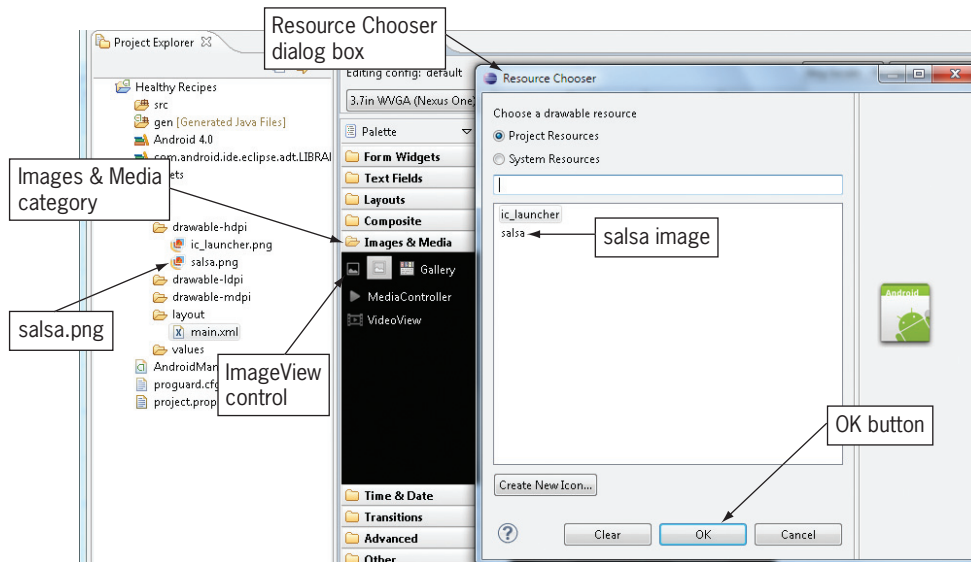 Resource Chooser
dialog box
Project Explorer
Healthy Recipes
src
gen [Generated Java Files]
Android 4.0
com.android.ide.eclipse.adt.LIBRAI
Images & Media
category
drawable-hdpi
ic_launcher.png
salsa.png
drawable-ldpi
drawable-mdpi
layout
main.xml
values
AndroidMan
proguard.cfg
project.prop
salsa.png
ImageView
control
Editing config: default
3.7in WVGA (Nexus One)
Palette
Form Widgets
Text Fields
Layouts
Composite
Images & Media
Gallery
MediaController
VideoView
Time & Date
Transitions
Advanced
Other
Resource Chooser
Choose a drawable resource
Project Resources
System Resources
ic_launcher
salsa
salsa image
Android
OK button
Create New Icon...
?
Clear
OK
Cancel